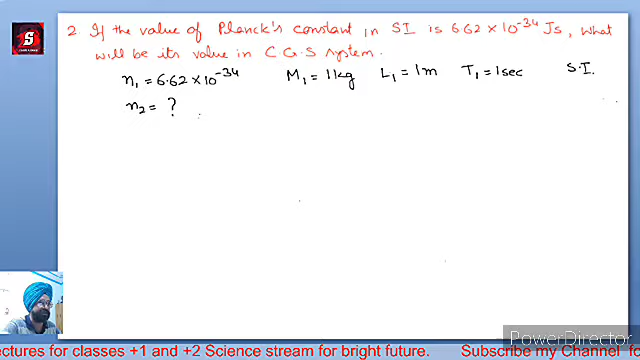 2. If the value of Planck's constant in SI is 6.62 × 10⁻³⁴ Js, what
will be its value in C G S system.
n₁ = 6.62 × 10⁻³⁴ M₁ = 1kg L₁ = 1m T₁ = 1sec S.I.
n₂ = ?
PowerDirector
ectures for classes +1 and +2 Science stream for bright future. Subscribe my Channel fo